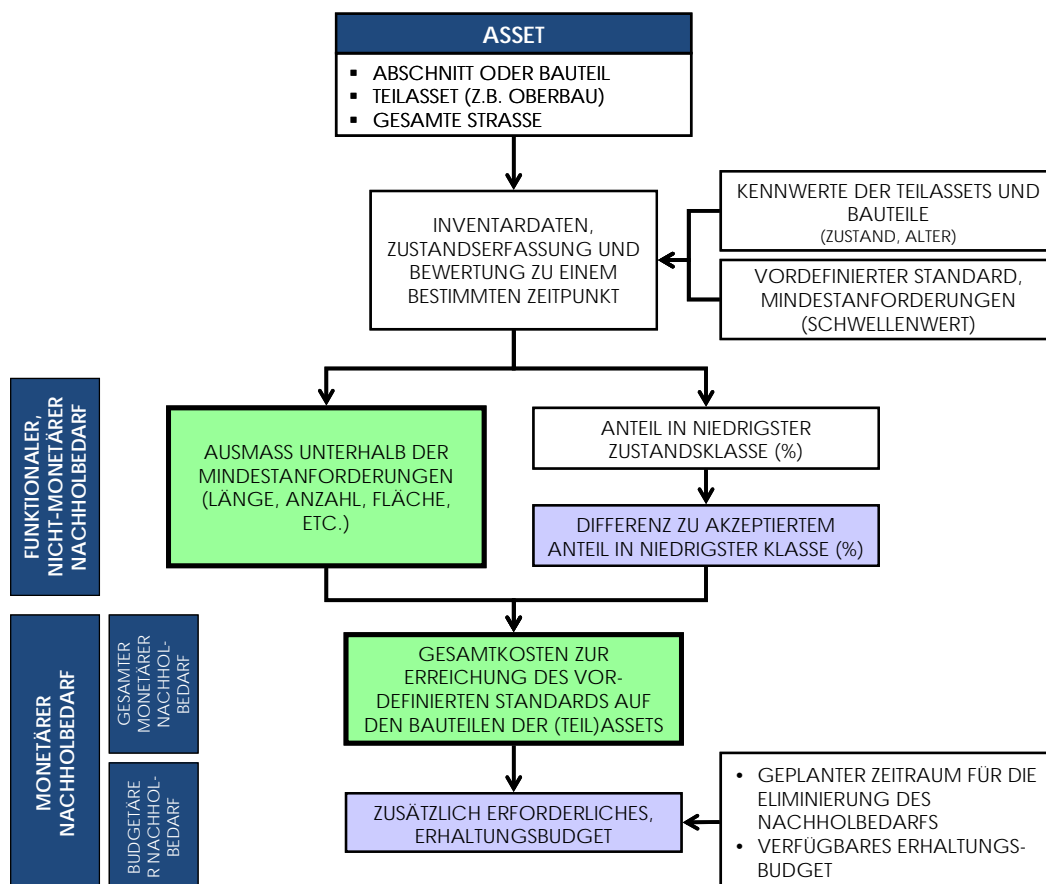 ASSET
▪ ABSCHNITT ODER BAUTEIL
▪ TEILASSET (Z.B. OBERBAU)
▪ GESAMTE STRASSE
INVENTARDATEN,
ZUSTANDSERFASSUNG UND
BEWERTUNG ZU EINEM
BESTIMMTEN ZEITPUNKT
KENNWERTE DER TEILASSETS UND
BAUTEILE
(ZUSTAND, ALTER)
VORDEFINIERTER STANDARD,
MINDESTANFORDERUNGEN
(SCHWELLENWERT)
FUNKTIONALER,
NICHT-MONETÄRER
NACHHOLBEDARF
AUSMASS UNTERHALB DER
MINDESTANFORDERUNGEN
(LÄNGE, ANZAHL, FLÄCHE,
ETC.)
ANTEIL IN NIEDRIGSTER
ZUSTANDSKLASSE (%)
DIFFERENZ ZU AKZEPTIERTEM
ANTEIL IN NIEDRIGSTER KLASSE (%)
MONETÄRER
NACHHOLBEDARF
GESAMTER
MONETÄRER
NACHHOL-
BEDARF
GESAMTKOSTEN ZUR
ERREICHUNG DES VOR-
DEFINIERTEN STANDARDS AUF
DEN BAUTEILEN DER (TEIL)ASSETS
BUDGETÄRE
R NACHHOL-
BEDARF
ZUSÄTZLICH ERFORDERLICHES,
ERHALTUNGSBUDGET
• GEPLANTER ZEITRAUM FÜR DIE
ELIMINIERUNG DES
NACHHOLBEDARFS
• VERFÜGBARES ERHALTUNGS-
BUDGET